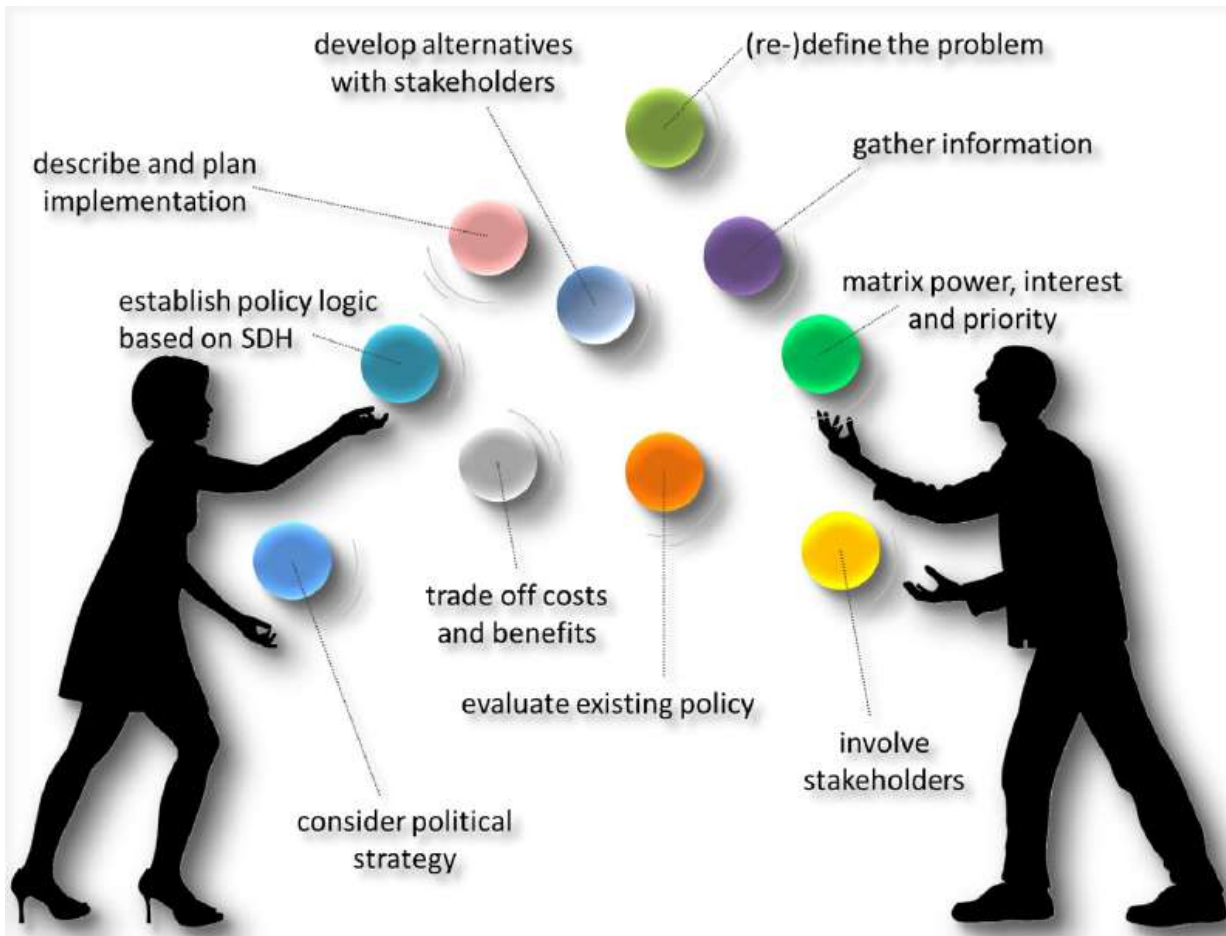 develop alternatives
with stakeholders
(re-)define the problem
gather information
describe and plan
implementation
matrix power, interest
and priority
establish policy logic
based on SDH
trade off costs
and benefits
evaluate existing policy
involve
stakeholders
consider political
strategy